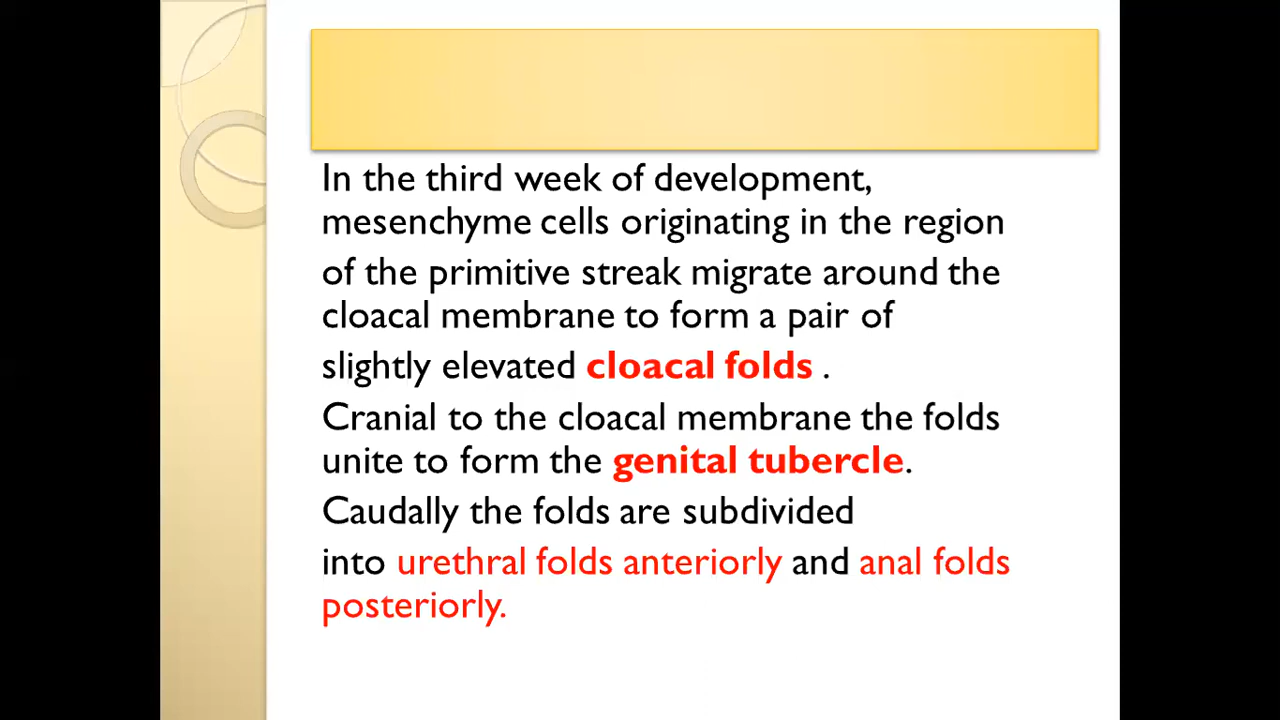 In the third week of development,
mesenchyme cells originating in the region
of the primitive streak migrate around the
cloacal membrane to form a pair of
slightly elevated cloacal folds .
Cranial to the cloacal membrane the folds
unite to form the genital tubercle.
Caudally the folds are subdivided
into urethral folds anteriorly and anal folds
posteriorly.